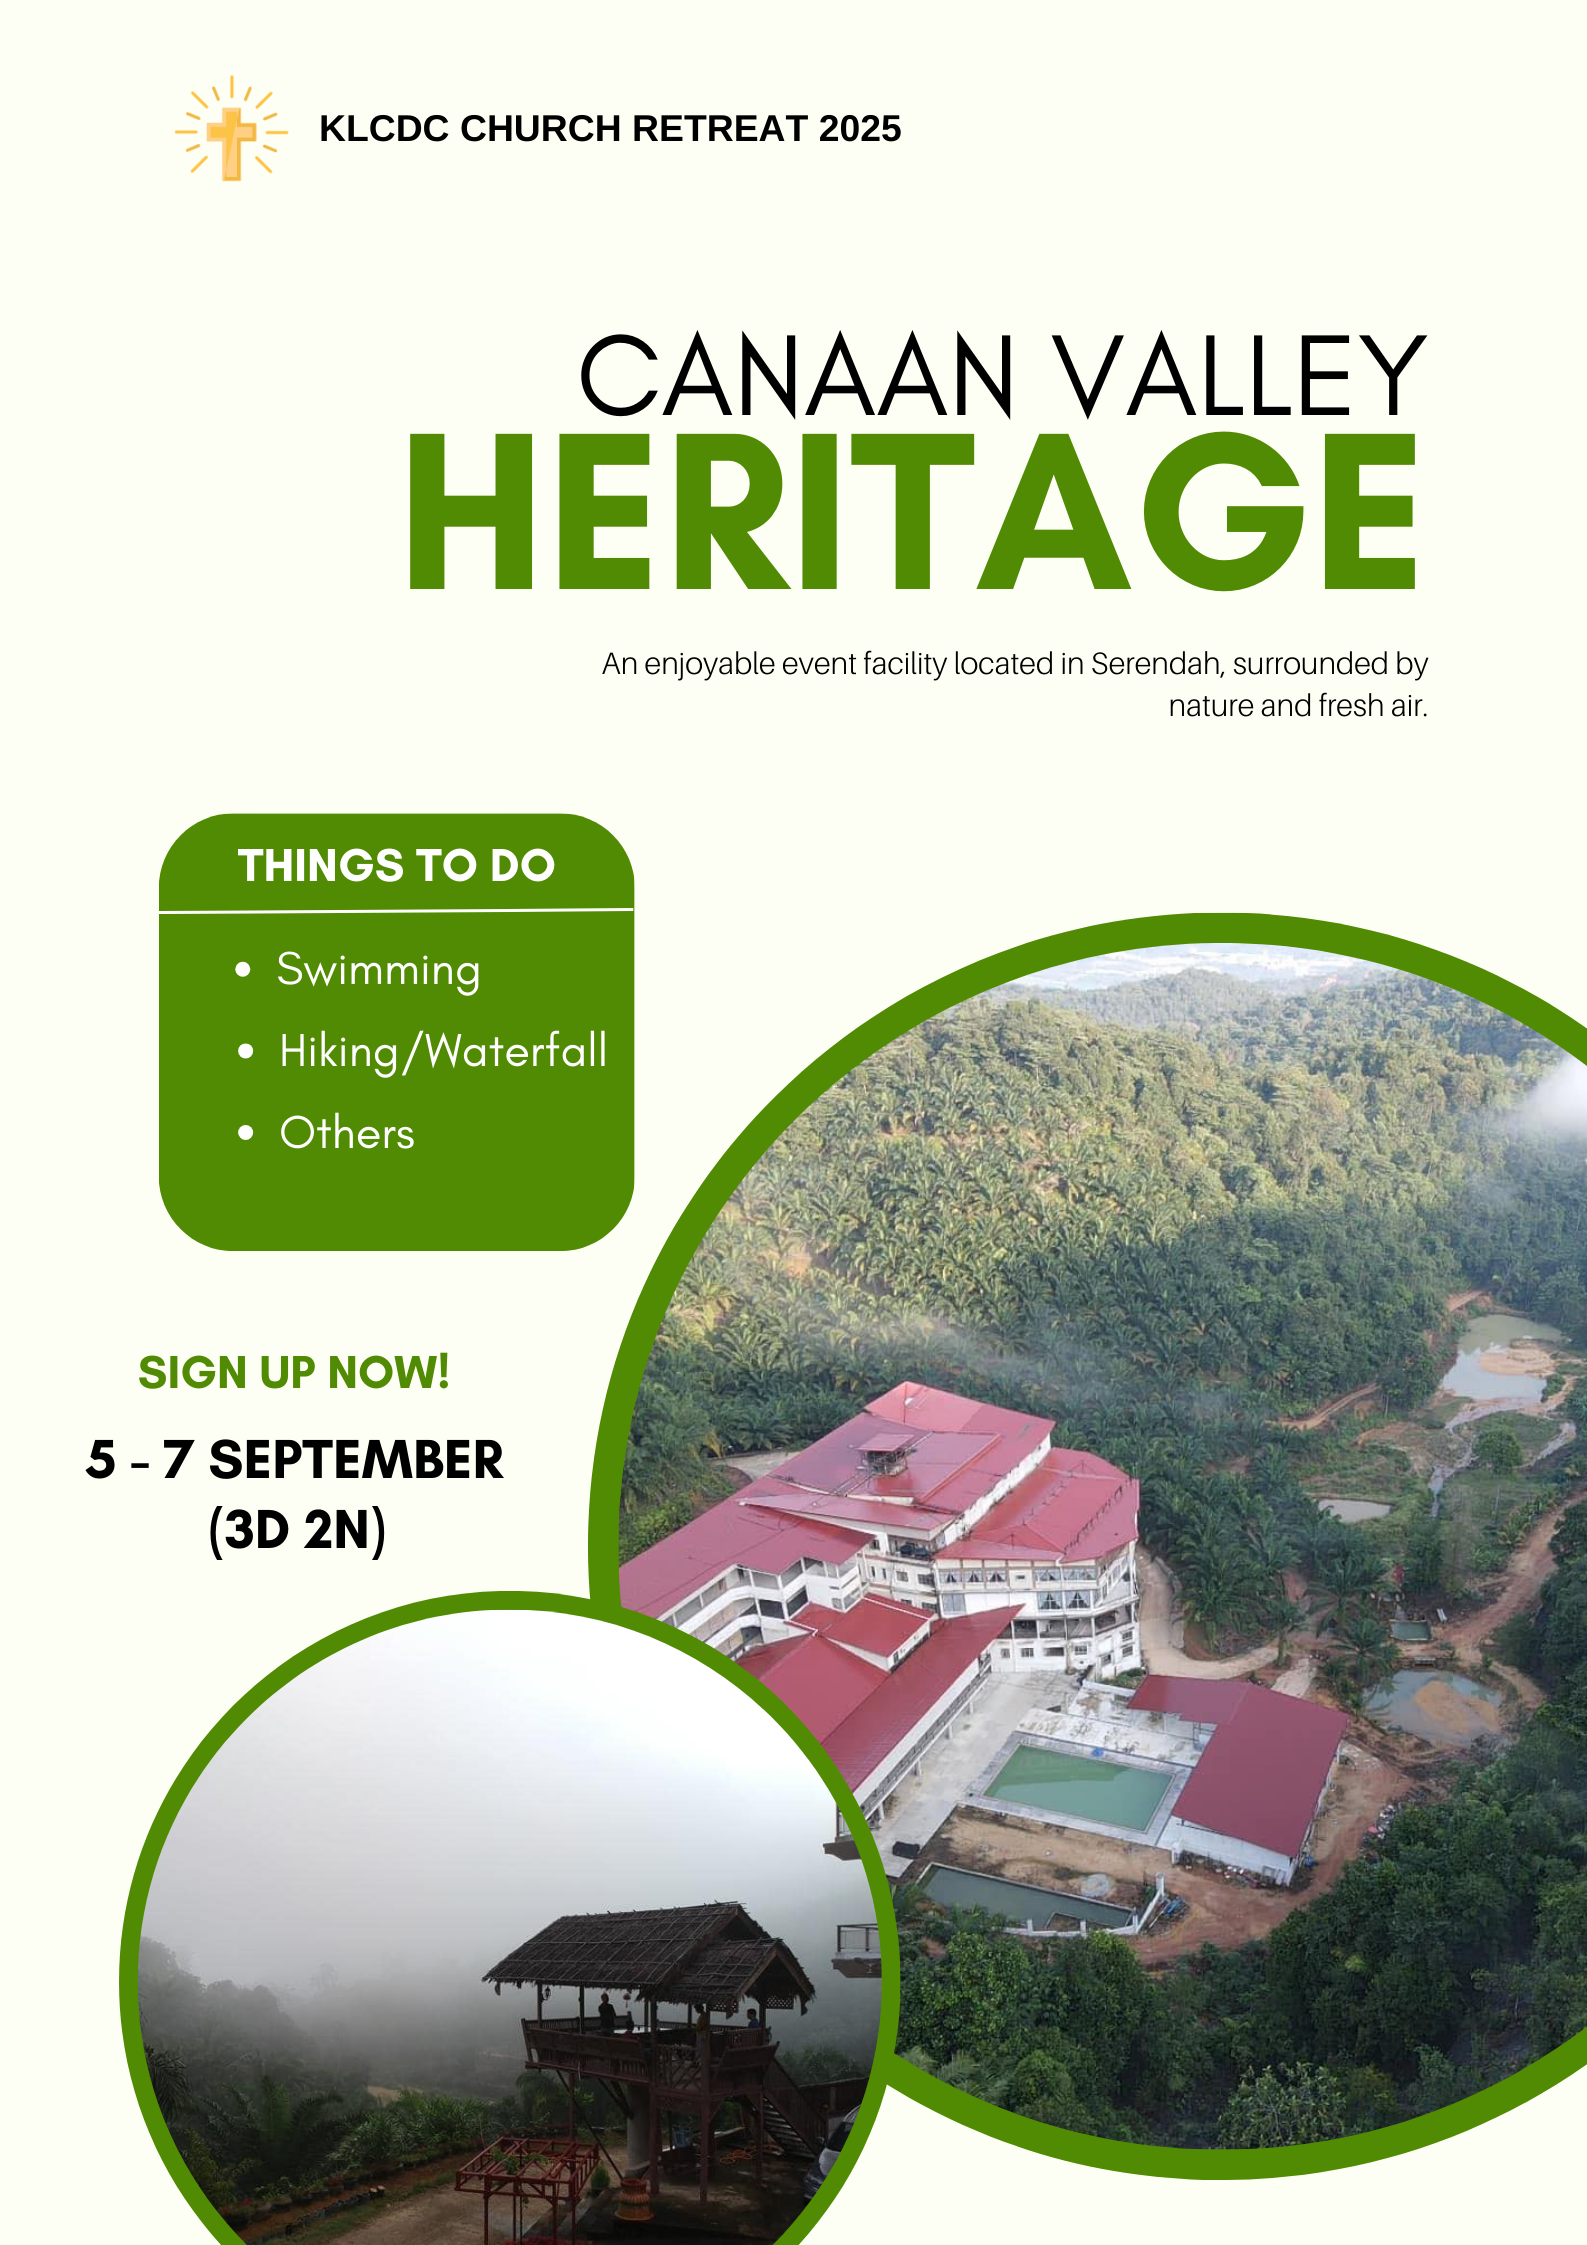 KLCDC CHURCH RETREAT 2025
CANAAN VALLEY
HERITAGE
An enjoyable event facility located in Serendah, surrounded by
nature and fresh air.
THINGS TO DO
• Swimming
• Hiking/Waterfall
• Others
SIGN UP NOW!
5 - 7 SEPTEMBER
(3D 2N)